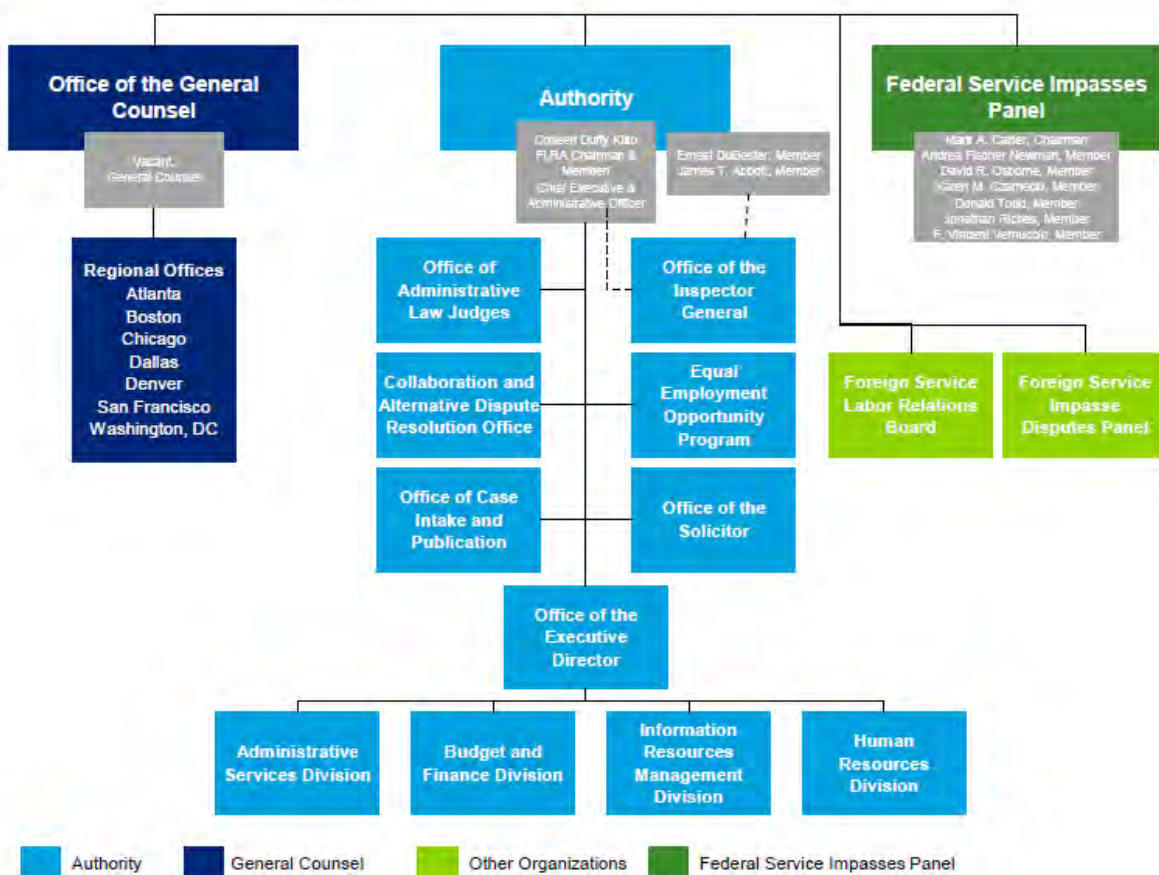 Office of the General
Counsel
Vacant,
General Counsel
Regional Offices
Atlanta
Boston
Chicago
Dallas
Denver
San Francisco
Washington, DC
Authority
Colleen Duffy Kiko
FLRA Chairman &
Member
Chief Executive &
Administrative Officer
Ernest DuBester, Member
James T. Abbott, Member
Federal Service Impasses
Panel
Mark A. Carter, Chairman
Andrea Fischer Newman, Member
David R. Osborne, Member
Karen M. Czarnecki, Member
Donald Todd, Member
Jonathan Riches, Member
F. Vincent Vernuccio, Member
Office of
Administrative
Law Judges
Office of the
Inspector
General
Collaboration and
Alternative Dispute
Resolution Office
Equal
Employment
Opportunity
Program
Office of Case
Intake and
Publication
Office of the
Solicitor
Foreign Service
Labor Relations
Board
Foreign Service
Impasse
Disputes Panel
Office of the
Executive
Director
Administrative
Services Division
Budget and
Finance Division
Information
Resources
Management
Division
Human
Resources
Division
Authority
General Counsel
Other Organizations
Federal Service Impasses Panel